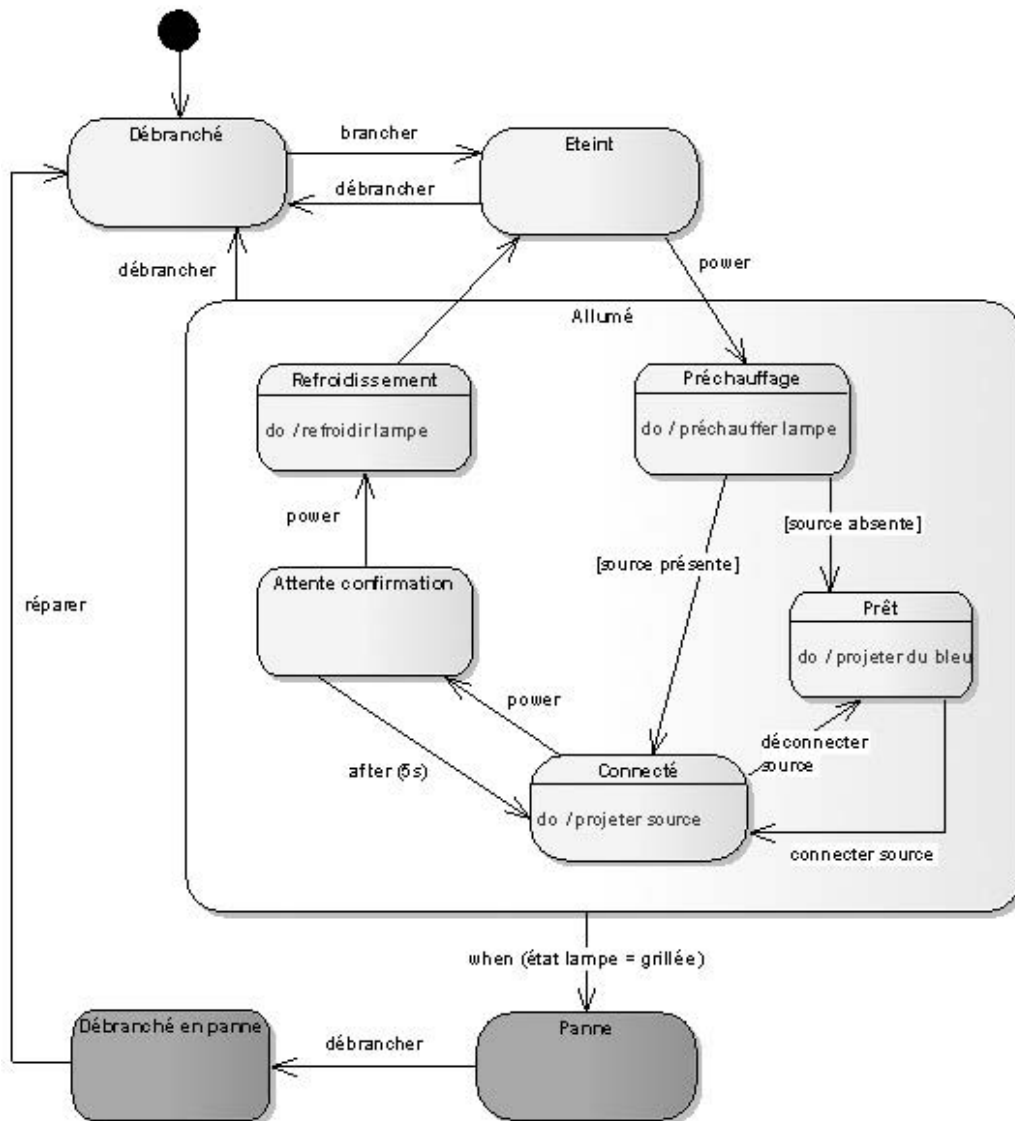 Débranché
brancher
Eteint
débrancher
débrancher
power
Allumé
Refroidissement
do / refroidir lampe
Préchauffage
do / préchauffer lampe
power
[source absente]
[source présente]
Attente confirmation
réparer
Prêt
do / projeter du bleu
power
déconnecter
source
after (5s)
Connecté
do / projeter source
connecter source
when (état lampe = grillée)
Débranché en panne
débrancher
Panne